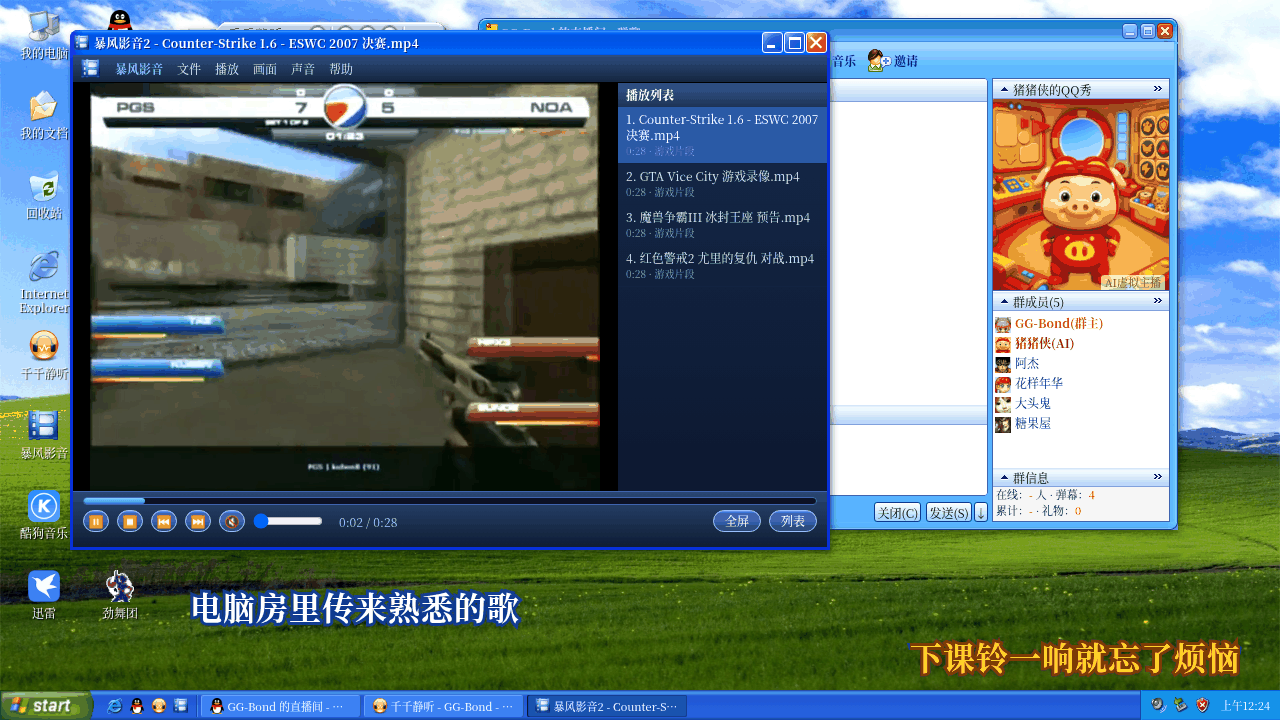 我的电脑
我的文档
回收站
Internet
Explorer
千千静听
暴风影音
酷狗音乐
迅雷
劲舞团
暴风影音2 - Counter-Strike 1.6 - ESWC 2007 决赛.mp4
暴风影音 文件 播放 画面 声音 帮助
PGS 7 5 NOA
01:23
PGS |
播放列表
1. Counter-Strike 1.6 - ESWC 2007
决赛.mp4
0:28 · 游戏片段
2. GTA Vice City 游戏录像.mp4
0:28 · 游戏片段
3. 魔兽争霸III 冰封王座 预告.mp4
0:28 · 游戏片段
4. 红色警戒2 尤里的复仇 对战.mp4
0:28 · 游戏片段
0:02 / 0:28
全屏
列表
音乐
邀请
猪猪侠的QQ秀
AI虚拟主播
群成员(5)
GG-Bond(群主)
猪猪侠(AI)
阿杰
花样年华
大头鬼
糖果屋
群信息
在线: - 人 · 弹幕: 4
累计: - · 礼物: 0
关闭(C) 发送(S) ↓
电脑房里传来熟悉的歌
下课铃一响就忘了烦恼
start
GG-Bond 的直播间 - ···
千千静听 - GG-Bond - ···
暴风影音2 - Counter-S···
上午12:24